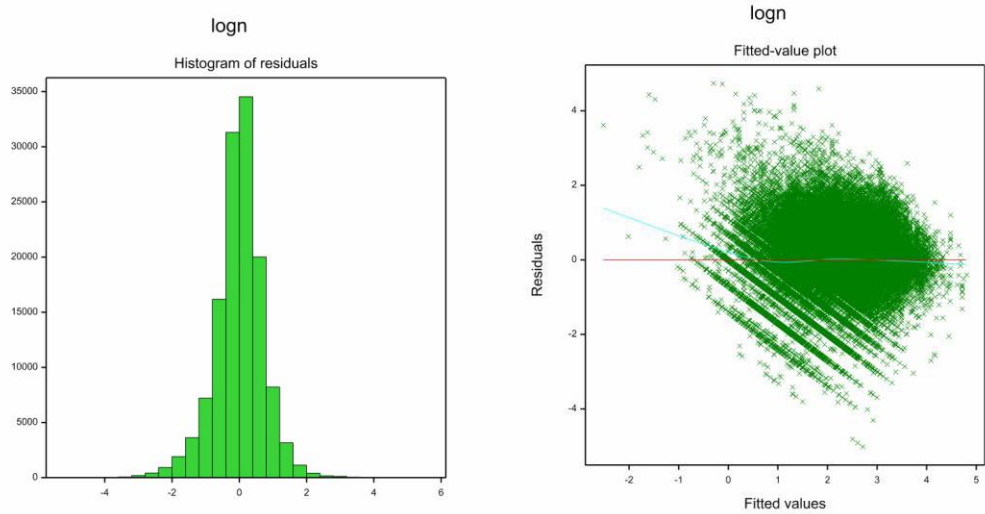 logn
Histogram of residuals
35000
30000
25000
20000
15000
10000
5000
0
-4 -2 0 2 4 6
logn
Fitted-value plot
4
2
0
-2
-4
Residuals
-2 -1 0 1 2 3 4 5
Fitted values